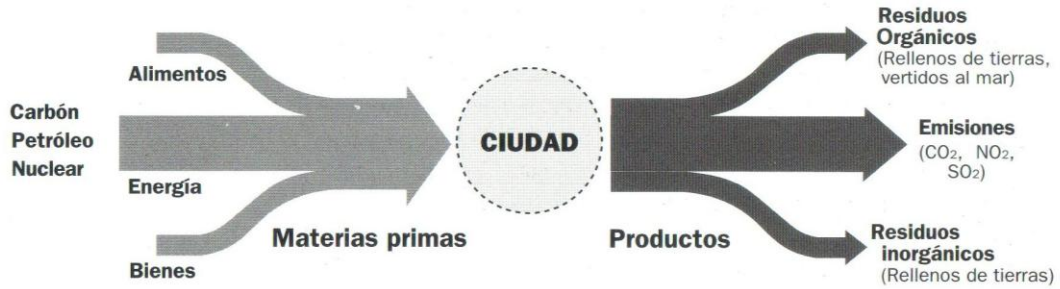 Alimentos
Carbón
Petróleo
Nuclear
Energía
Bienes
Materias primas
CIUDAD
Productos
Residuos
Orgánicos
(Rellenos de tierras,
vertidos al mar)
Emisiones
(CO₂, NO₂,
SO₂)
Residuos
inorgánicos
(Rellenos de tierras)